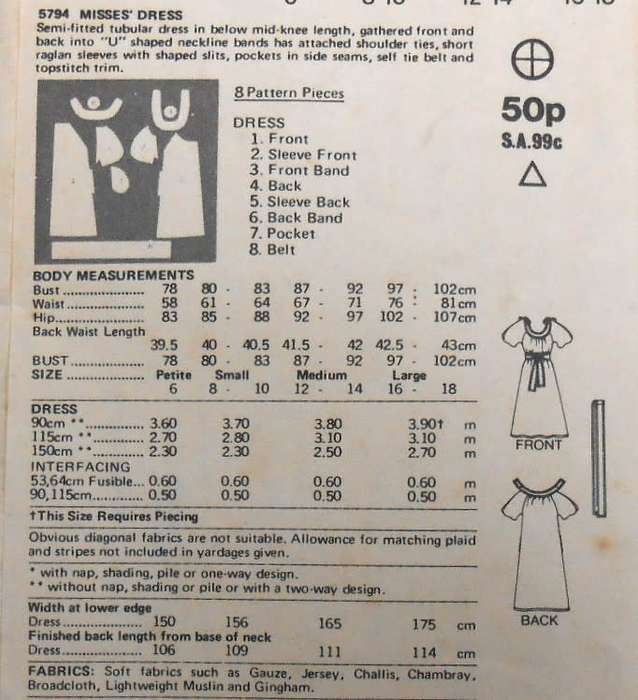 5794 MISSES' DRESS
Semi-fitted tubular dress in below mid-knee length, gathered front and
back into "U" shaped neckline bands has attached shoulder ties, short
raglan sleeves with shaped slits, pockets in side seams, self tie belt and
topstitch trim.
8 Pattern Pieces
DRESS
1. Front
2. Sleeve Front
3. Front Band
4. Back
5. Sleeve Back
6. Back Band
7. Pocket
8. Belt
50p
S.A.99c
BODY MEASUREMENTS
Bust..................... 78 80 - 83 87 - 92 97 - 102cm
Waist.................... 58 61 - 64 67 - 71 76 - 81cm
Hip...................... 83 85 - 88 92 - 97 102 - 107cm
Back Waist Length
39.5 40 - 40.5 41.5 - 42 42.5 - 43cm
BUST..................... 78 80 - 83 87 - 92 97 - 102cm
SIZE .................... Petite Small Medium Large
6 8 - 10 12 - 14 16 - 18
DRESS
90cm **............... 3.60 3.70 3.80 3.90† m
115cm **............. 2.70 2.80 3.10 3.10 m
150cm **............. 2.30 2.30 2.50 2.70 m
INTERFACING
53,64cm Fusible... 0.60 0.60 0.60 0.60 m
90,115cm............. 0.50 0.50 0.50 0.50 m
†This Size Requires Piecing
Obvious diagonal fabrics are not suitable. Allowance for matching plaid
and stripes not included in yardages given.
* with nap, shading, pile or one-way design.
** without nap, shading or pile or with a two-way design.
Width at lower edge
Dress..................... 150 156 165 175 cm
Finished back length from base of neck
Dress..................... 106 109 111 114 cm
FABRICS: Soft fabrics such as Gauze, Jersey, Challis, Chambray,
Broadcloth, Lightweight Muslin and Gingham.
FRONT
BACK